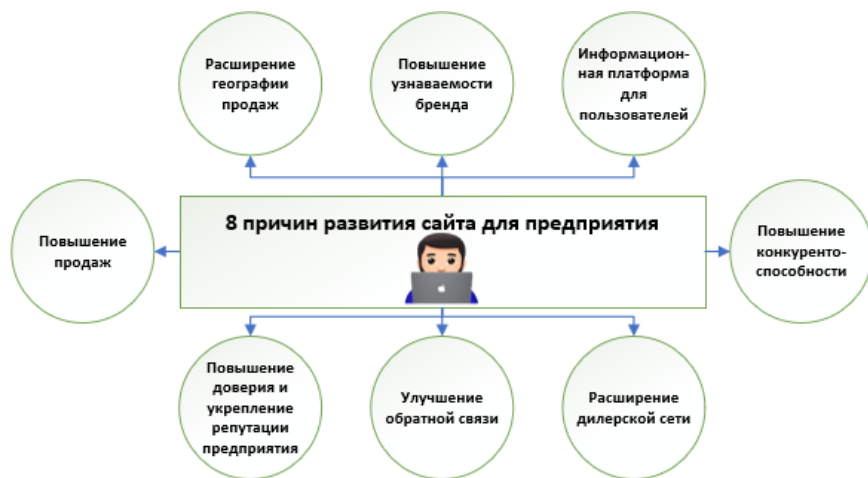 Расширение
географии
продаж
Повышение
узнаваемости
бренда
Информацион-
ная платформа
для
пользователей
8 причин развития сайта для предприятия
Повышение
продаж
Повышение
конкуренто-
способности
Повышение
доверия и
укрепление
репутации
предприятия
Улучшение
обратной связи
Расширение
дилерской сети